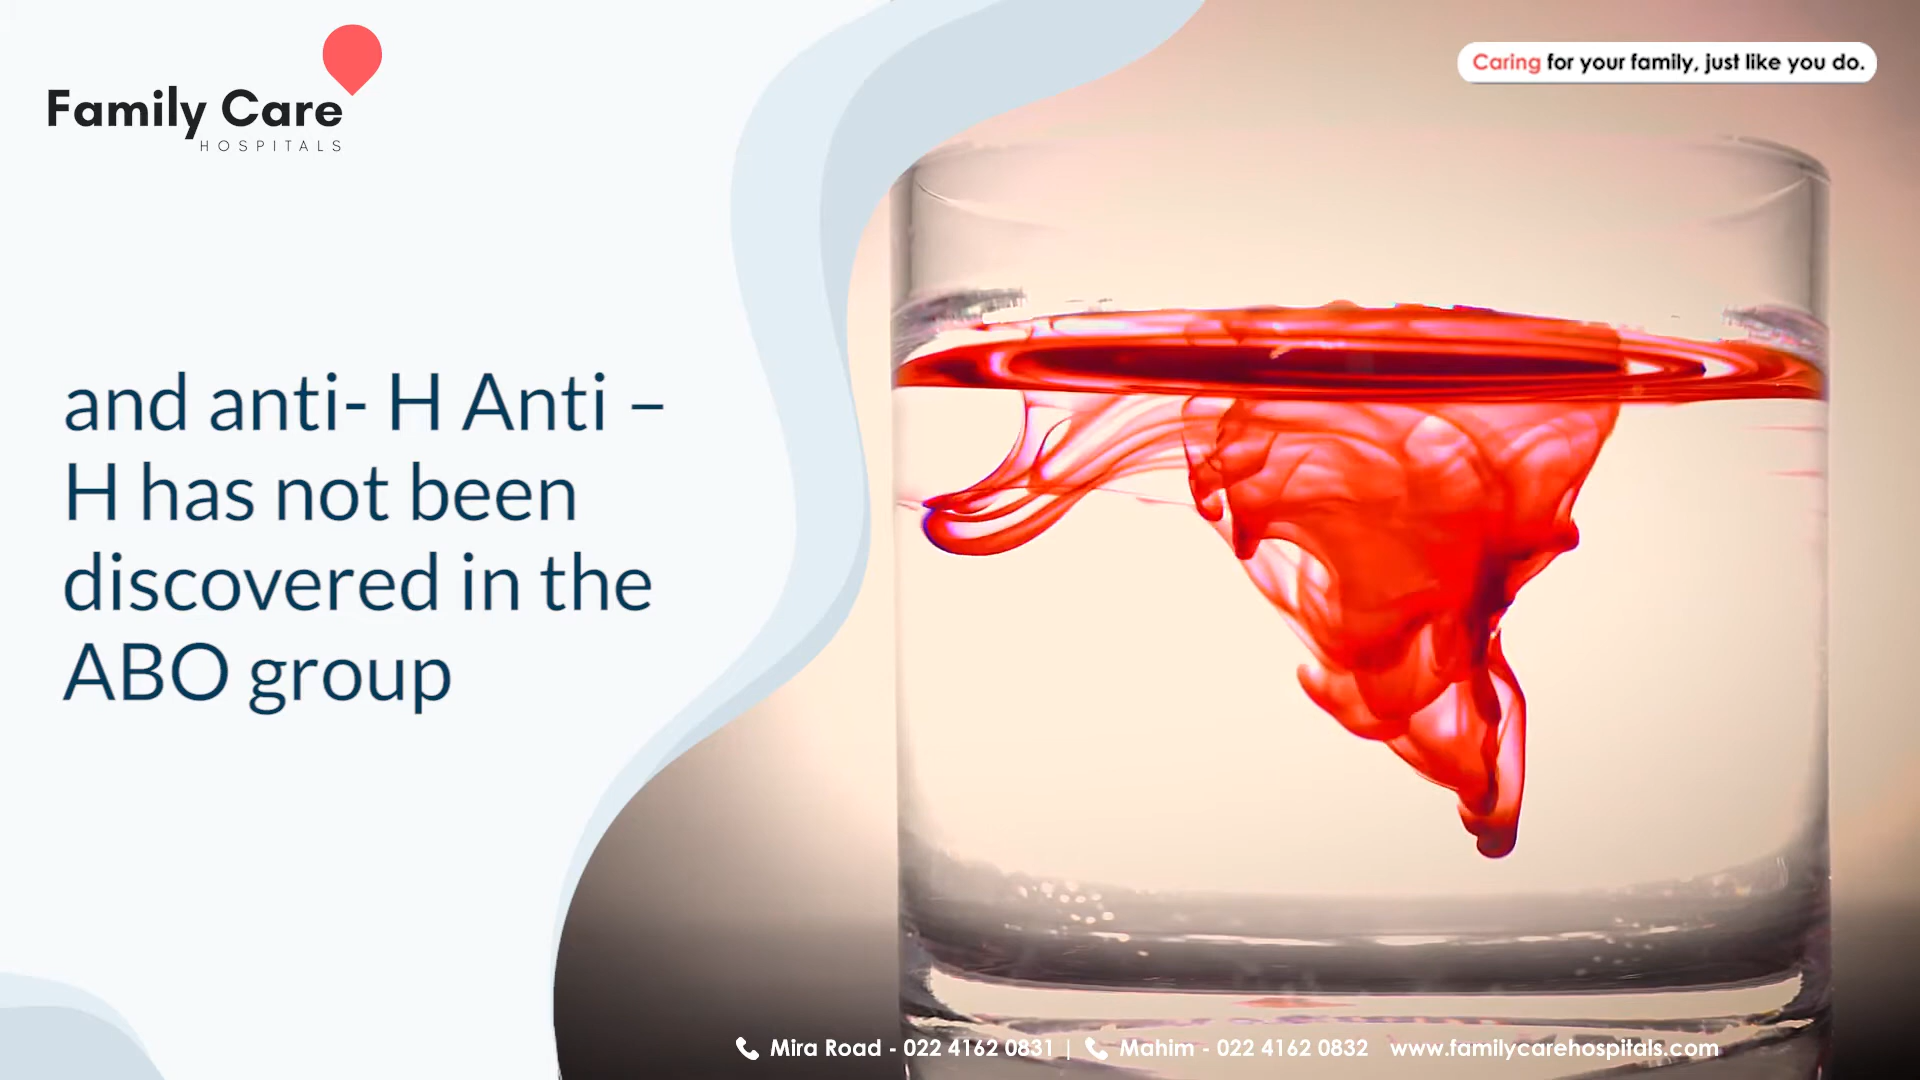 Family Care
HOSPITALS
Caring for your family, just like you do.
and anti- H Anti –
H has not been
discovered in the
ABO group
Mira Road - 022 4162 0831 | Mahim - 022 4162 0832 www.familycarehospitals.com